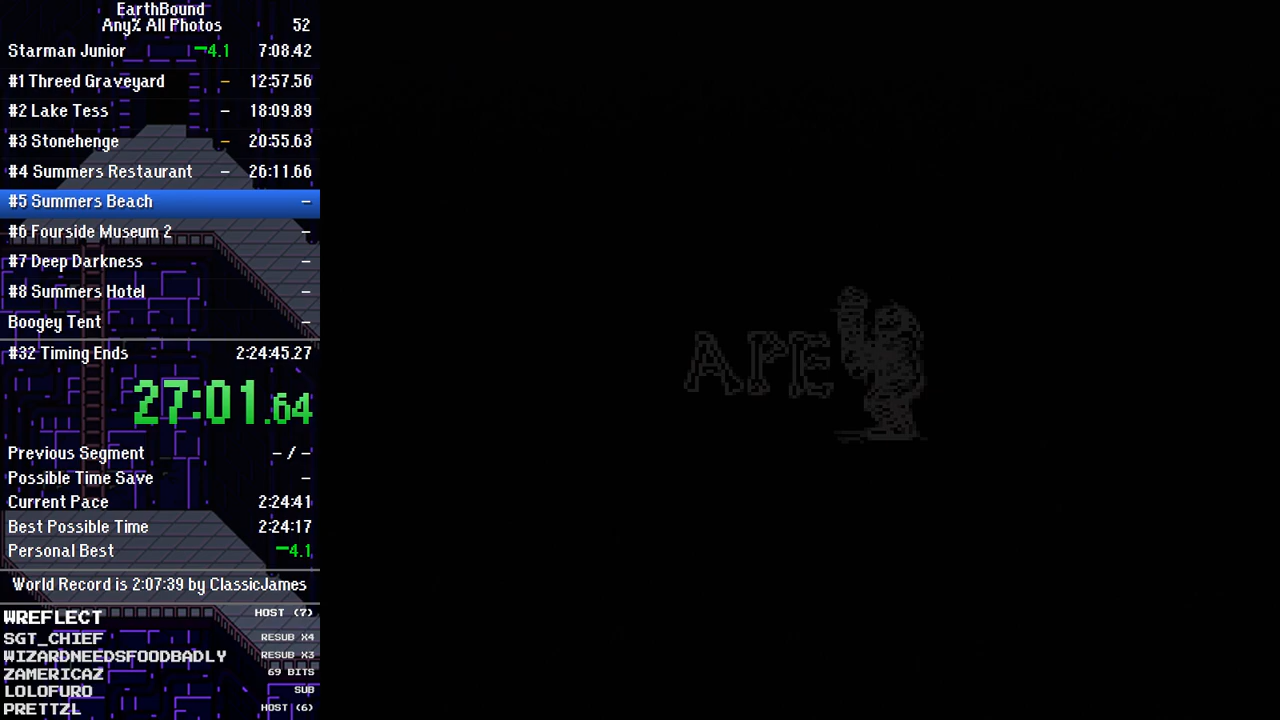 EarthBound
Any% All Photos 52
Starman Junior −4.1 7:08.42
#1 Threed Graveyard − 12:57.56
#2 Lake Tess − 18:09.89
#3 Stonehenge − 20:55.63
#4 Summers Restaurant − 26:11.66
#5 Summers Beach −
#6 Fourside Museum 2 −
#7 Deep Darkness −
#8 Summers Hotel −
Boogey Tent −
#32 Timing Ends 2:24:45.27
27:01.64
Previous Segment − / −
Possible Time Save −
Current Pace 2:24:41
Best Possible Time 2:24:17
Personal Best −4.1
World Record is 2:07:39 by ClassicJames
WREFLECT HOST (7)
SGT_CHIEF RESUB X4
WIZARDNEEDSFOODBADLY RESUB X3
ZAMERICAZ 69 BITS
LOLOFURO SUB
PRETTZL HOST (6)
APE